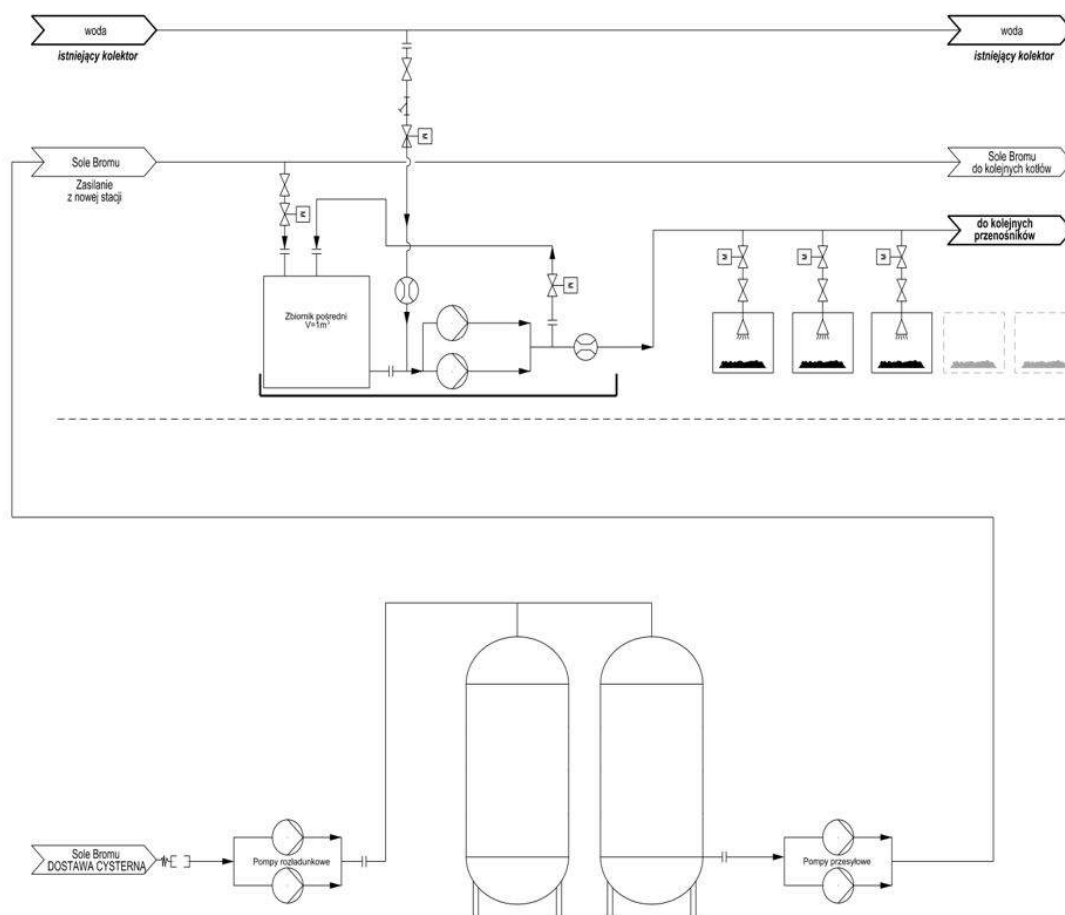 woda
istniejący kolektor
woda
istniejący kolektor
M
Sole Bromu
Zasilanie
z nowej stacji
Sole Bromu
do kolejnych kotłów
M
do kolejnych
przenośników
M
M
M
M
Zbiornik pośredni
V=1m³
Sole Bromu
DOSTAWA CYSTERNĄ
Pompy rozładunkowe
Pompy przesyłowe